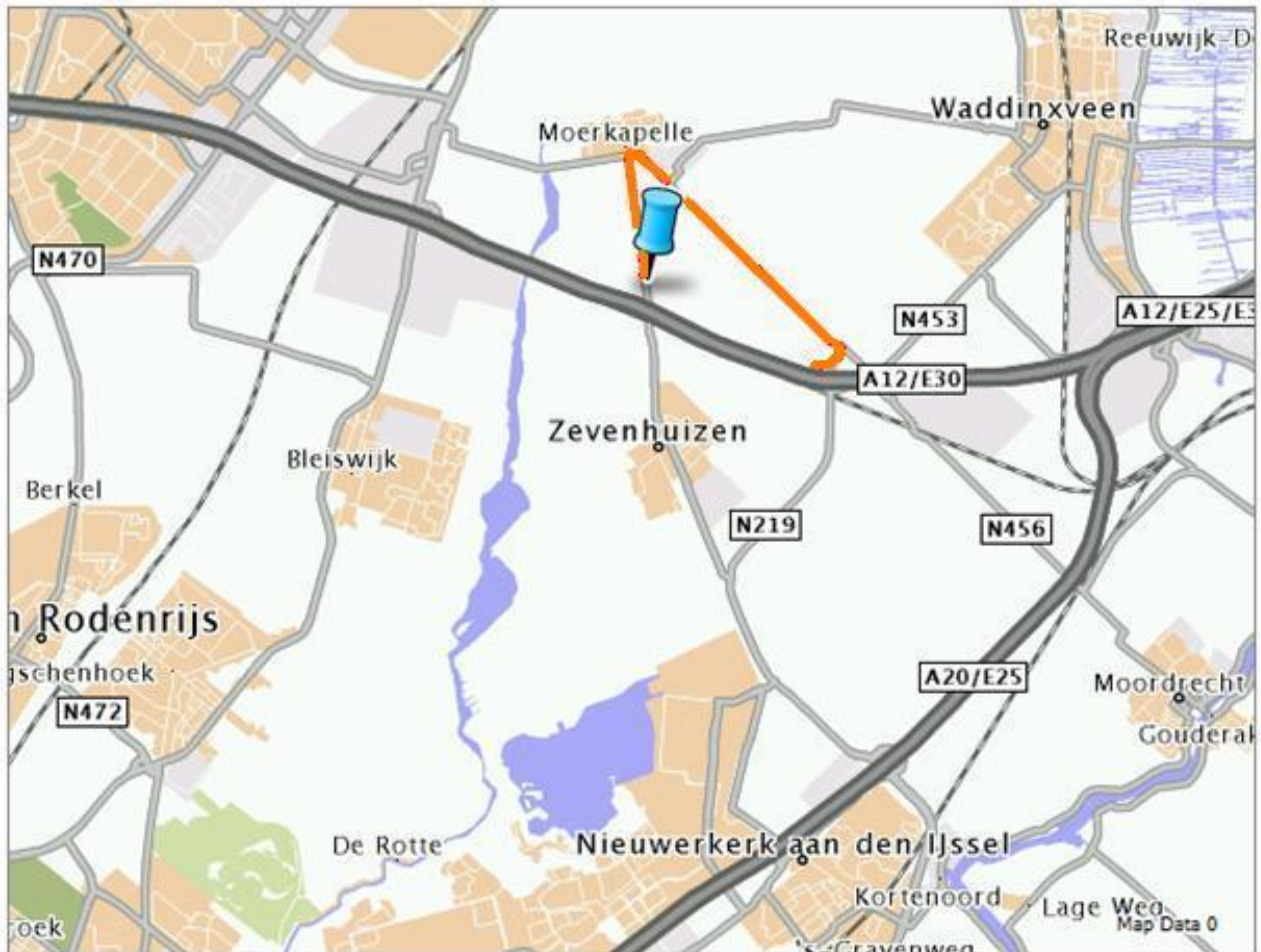 Reeuwijk-D
Waddinxveen
Moerkapelle
N470
A12/E25/E3
N453
A12/E30
Zevenhuizen
Bleiswijk
Berkel
N219
N456
n Rodenrijs
gschenhoek
A20/E25
Moordrecht
N472
Gouderak
De Rotte
Nieuwerkerk aan den IJssel
Kortenoord
Lage Weg
roek
Map Data 0
's-Gravenweg